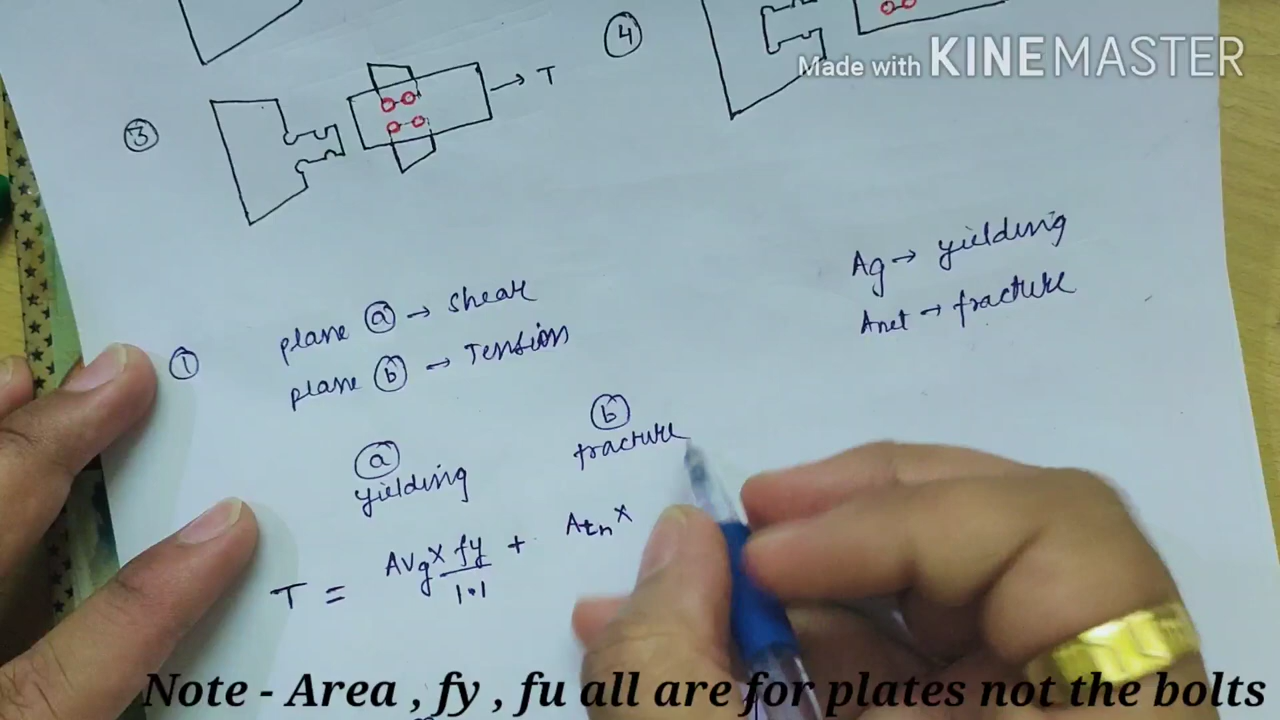 4
Made with KINEMASTER
T
3
Ag → yielding
Anet → fracture
1
plane a → shear
plane b → Tension
a
b
yielding
fracture
T = AVg x fy / 1.1 + Atn x
Note - Area , fy , fu all are for plates not the bolts